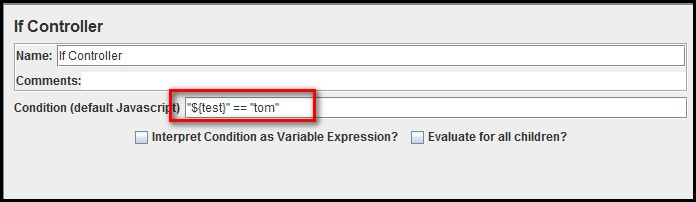 If Controller
Name: If Controller
Comments:
Condition (default Javascript) "${test}" == "tom"
Interpret Condition as Variable Expression? Evaluate for all children?